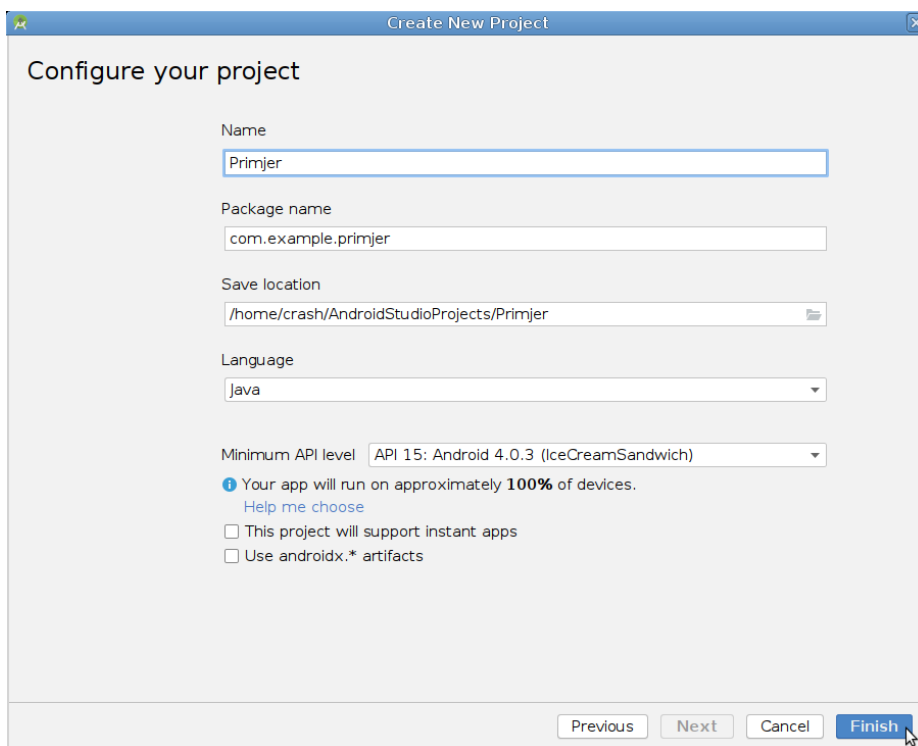 Create New Project
Configure your project
Name
Primjer
Package name
com.example.primjer
Save location
/home/crash/AndroidStudioProjects/Primjer
Language
Java
Minimum API level API 15: Android 4.0.3 (IceCreamSandwich)
Your app will run on approximately 100% of devices.
Help me choose
This project will support instant apps
Use androidx.* artifacts
Previous Next Cancel Finish